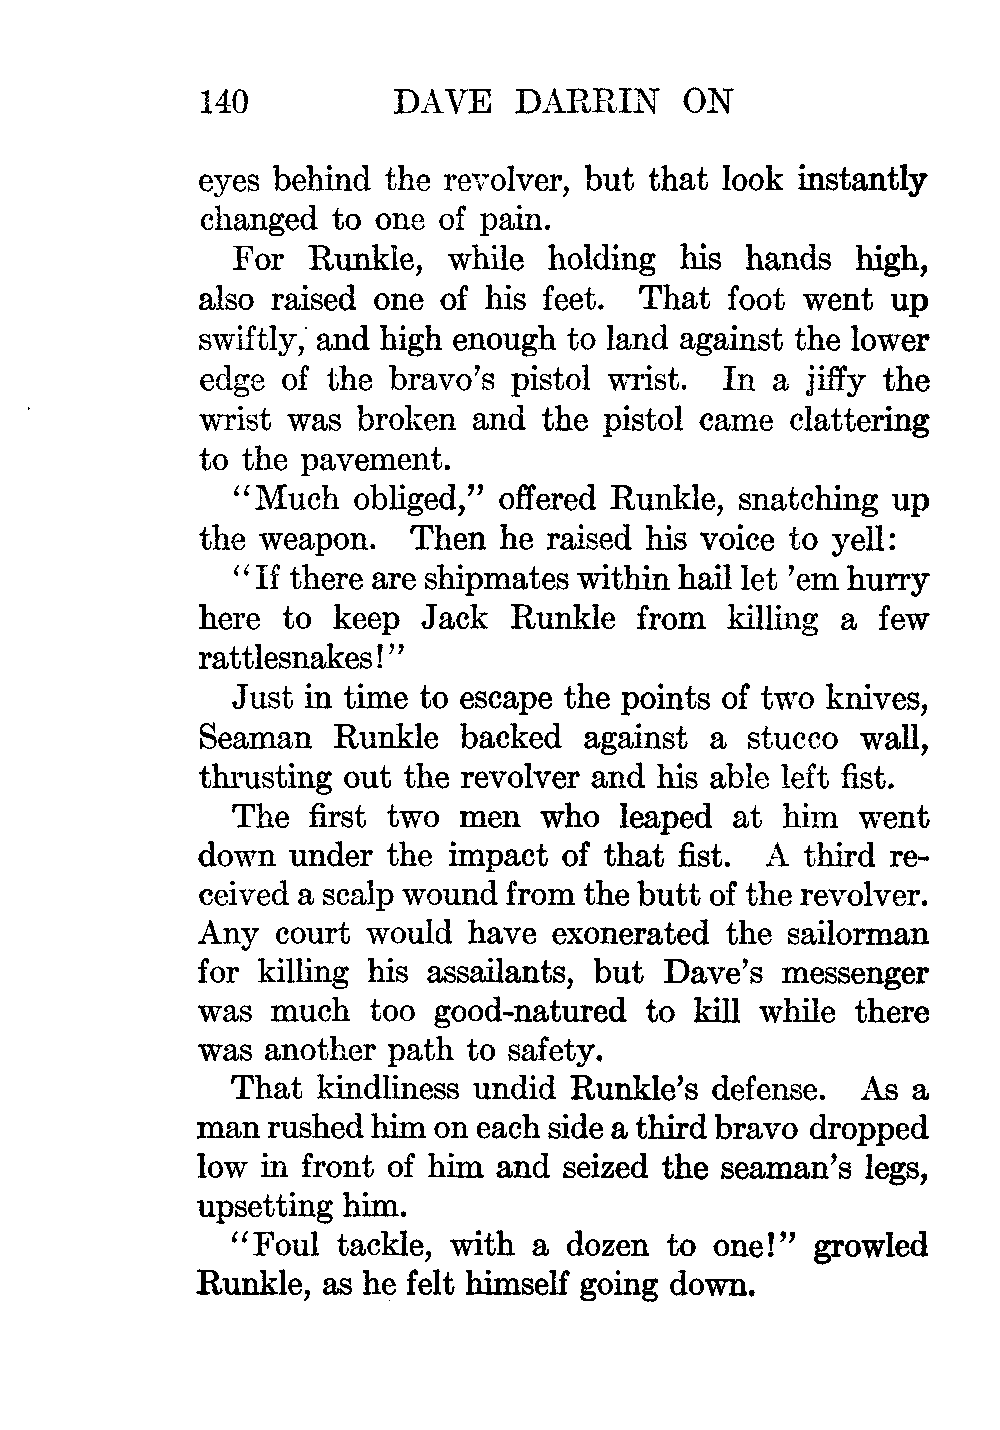 140 DAVE DARRIN ON
eyes behind the revolver, but that look instantly
changed to one of pain.
For Runkle, while holding his hands high,
also raised one of his feet. That foot went up
swiftly, and high enough to land against the lower
edge of the bravo's pistol wrist. In a jiffy the
wrist was broken and the pistol came clattering
to the pavement.
“Much obliged,” offered Runkle, snatching up
the weapon. Then he raised his voice to yell:
“If there are shipmates within hail let ’em hurry
here to keep Jack Runkle from killing a few
rattlesnakes!”
Just in time to escape the points of two knives,
Seaman Runkle backed against a stucco wall,
thrusting out the revolver and his able left fist.
The first two men who leaped at him went
down under the impact of that fist. A third re-
ceived a scalp wound from the butt of the revolver.
Any court would have exonerated the sailorman
for killing his assailants, but Dave’s messenger
was much too good-natured to kill while there
was another path to safety.
That kindliness undid Runkle’s defense. As a
man rushed him on each side a third bravo dropped
low in front of him and seized the seaman’s legs,
upsetting him.
“Foul tackle, with a dozen to one!” growled
Runkle, as he felt himself going down.